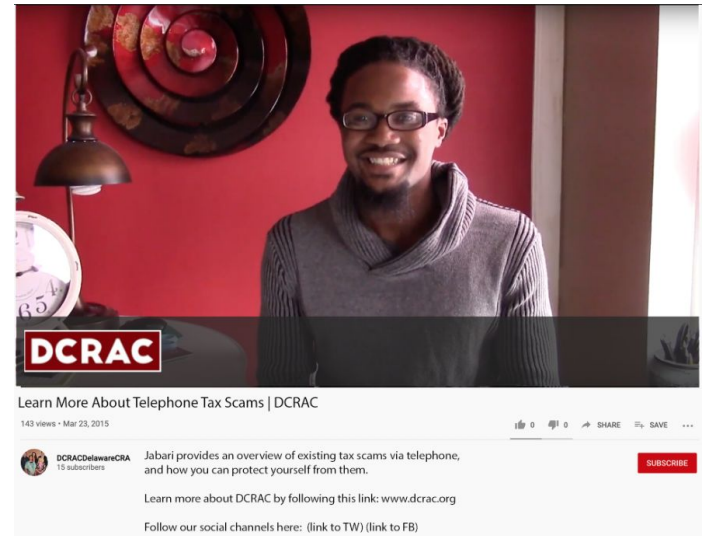 6 5 4
DCRAC
Learn More About Telephone Tax Scams | DCRAC
143 views • Mar 23, 2015
0 0 SHARE SAVE ...
DCRACDelawareCRA
15 subscribers
Jabari provides an overview of existing tax scams via telephone,
and how you can protect yourself from them.
SUBSCRIBE
Learn more about DCRAC by following this link: www.dcrac.org
Follow our social channels here: (link to TW) (link to FB)